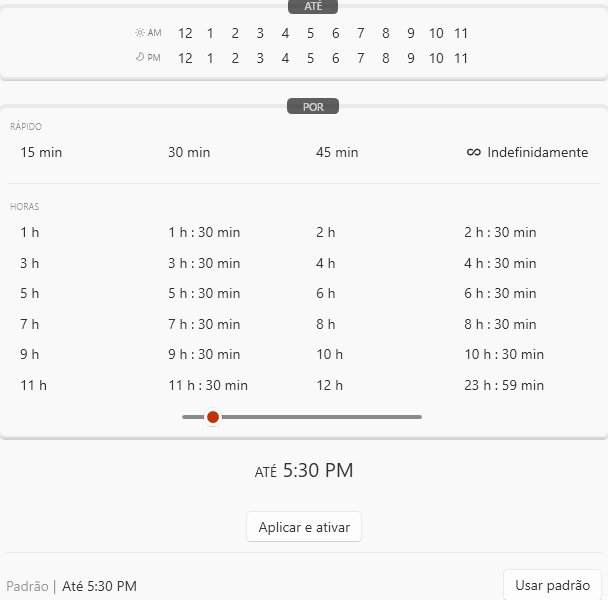 ATÉ
AM 12 1 2 3 4 5 6 7 8 9 10 11
PM 12 1 2 3 4 5 6 7 8 9 10 11
POR
RÁPIDO
15 min 30 min 45 min ∞ Indefinidamente
HORAS
1 h 1 h : 30 min 2 h 2 h : 30 min
3 h 3 h : 30 min 4 h 4 h : 30 min
5 h 5 h : 30 min 6 h 6 h : 30 min
7 h 7 h : 30 min 8 h 8 h : 30 min
9 h 9 h : 30 min 10 h 10 h : 30 min
11 h 11 h : 30 min 12 h 23 h : 59 min
ATÉ 5:30 PM
Aplicar e ativar
Padrão | Até 5:30 PM Usar padrão